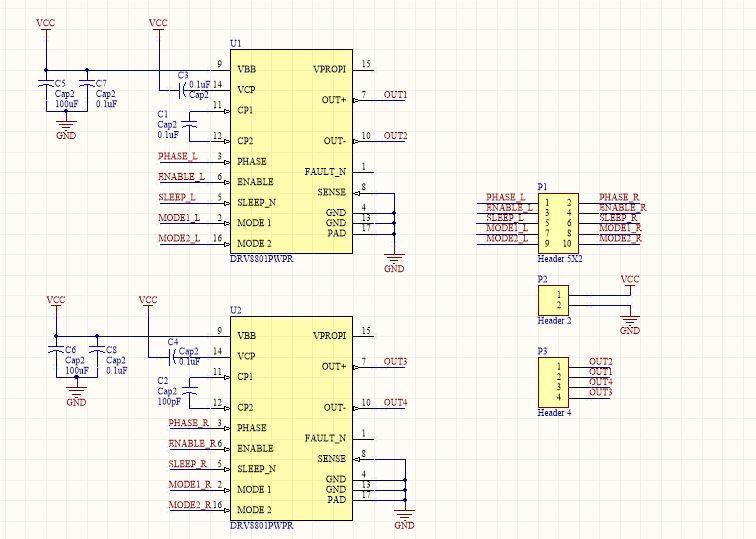 VCC VCC
U1
9 VBB VPROPI 15
C5 Cap2 100uF
C7 Cap2 0.1uF
C3 0.1uF Cap2
14 VCP
OUT+ 7 OUT1
C1 Cap2 0.1uF
11 CP1
GND
12 CP2 OUT- 10 OUT2
PHASE_L 3 PHASE
FAULT_N 1
ENABLE_L 6 ENABLE
SENSE 8
SLEEP_L 5 SLEEP_N
GND 4
MODE1_L 2 MODE 1 GND 13
PAD 17
MODE2_L 16 MODE 2
DRV8801PWPR
GND
P1
PHASE_L 1 2 PHASE_R
ENABLE_L 3 4 ENABLE_R
SLEEP_L 5 6 SLEEP_R
MODE1_L 7 8 MODE1_R
MODE2_L 9 10 MODE2_R
Header 5X2
P2
VCC
1
2
Header 2
GND
P3
1 OUT2
2 OUT1
3 OUT4
4 OUT3
Header 4
VCC VCC
U2
9 VBB VPROPI 15
C6 Cap2 100uF
C8 Cap2 0.1uF
C4 Cap2 0.1uF
14 VCP
OUT+ 7 OUT3
C2 Cap2 100pF
11 CP1
GND
12 CP2 OUT- 10 OUT4
PHASE_R 3 PHASE
FAULT_N 1
ENABLE_R 6 ENABLE
SENSE 8
SLEEP_R 5 SLEEP_N
GND 4
MODE1_R 2 MODE 1 GND 13
PAD 17
MODE2_R 16 MODE 2
DRV8801PWPR
GND